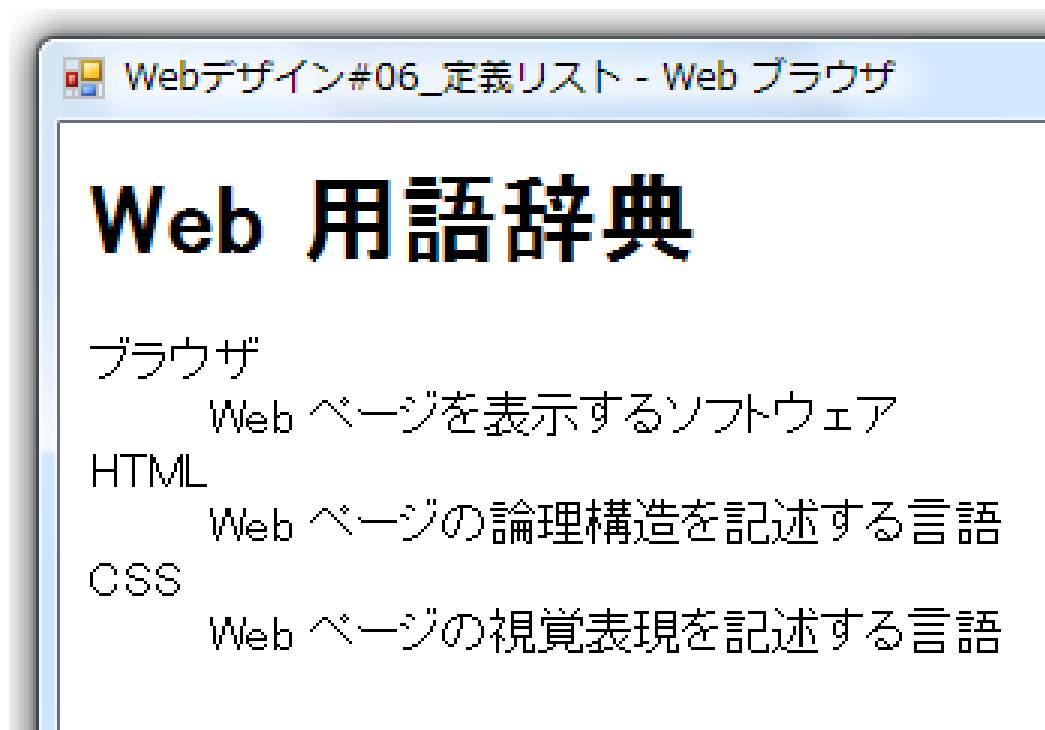 Webデザイン#06_定義リスト - Web ブラウザ
Web 用語辞典
ブラウザ
Web ページを表示するソフトウェア
HTML
Web ページの論理構造を記述する言語
CSS
Web ページの視覚表現を記述する言語